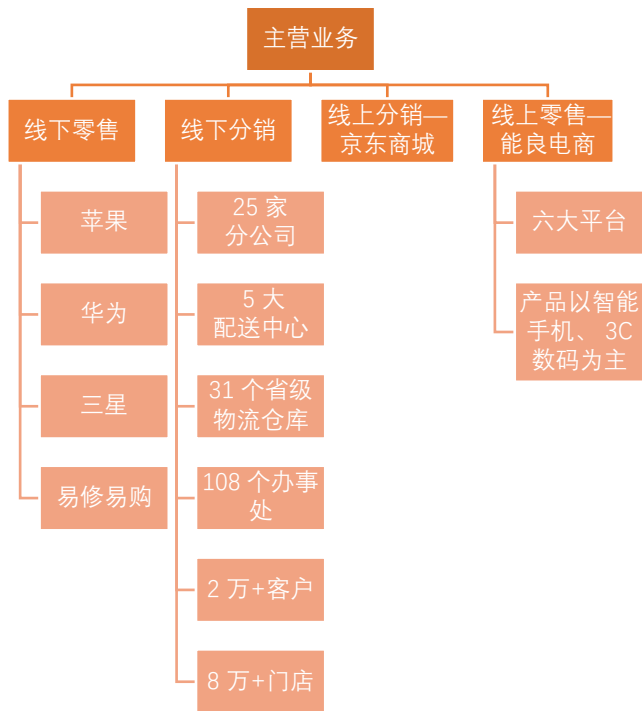 主营业务
线下零售
线下分销
线上分销—
京东商城
线上零售—
能良电商
苹果
华为
三星
易修易购
25 家
分公司
5 大
配送中心
31 个省级
物流仓库
108 个办事
处
2 万+客户
8 万+门店
六大平台
产品以智能
手机、 3C
数码为主